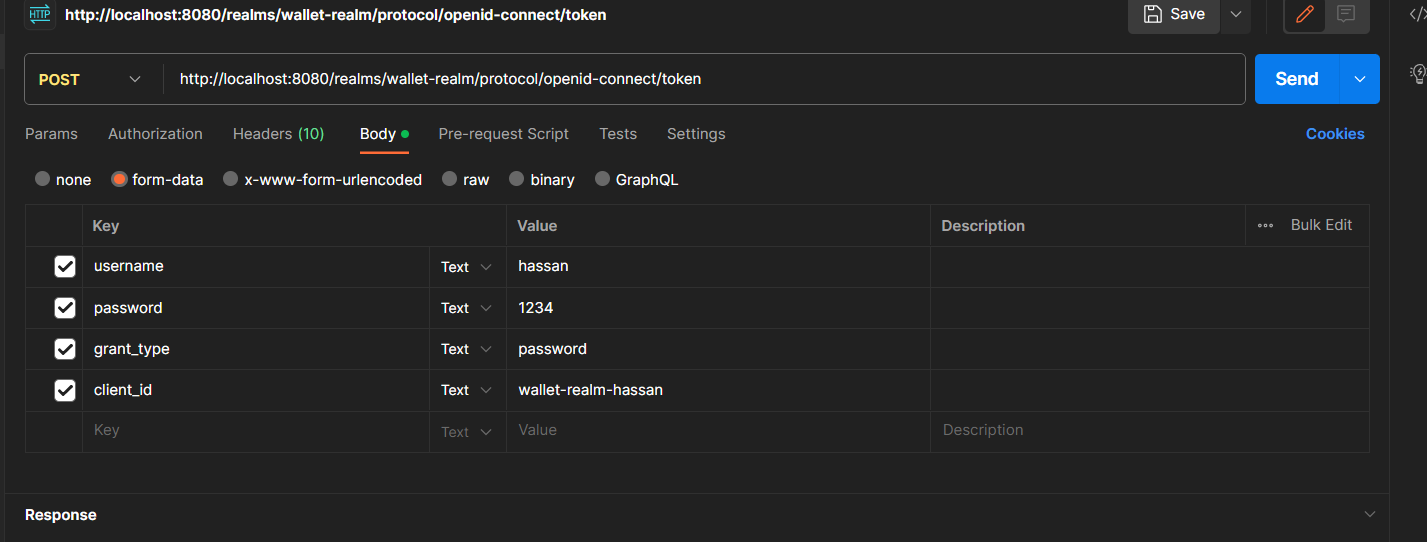 HTTP http://localhost:8080/realms/wallet-realm/protocol/openid-connect/token Save
POST http://localhost:8080/realms/wallet-realm/protocol/openid-connect/token Send
Params Authorization Headers (10) Body Pre-request Script Tests Settings Cookies
none form-data x-www-form-urlencoded raw binary GraphQL
Key Value Description Bulk Edit
username Text hassan
password Text 1234
grant_type Text password
client_id Text wallet-realm-hassan
Key Text Value Description
Response